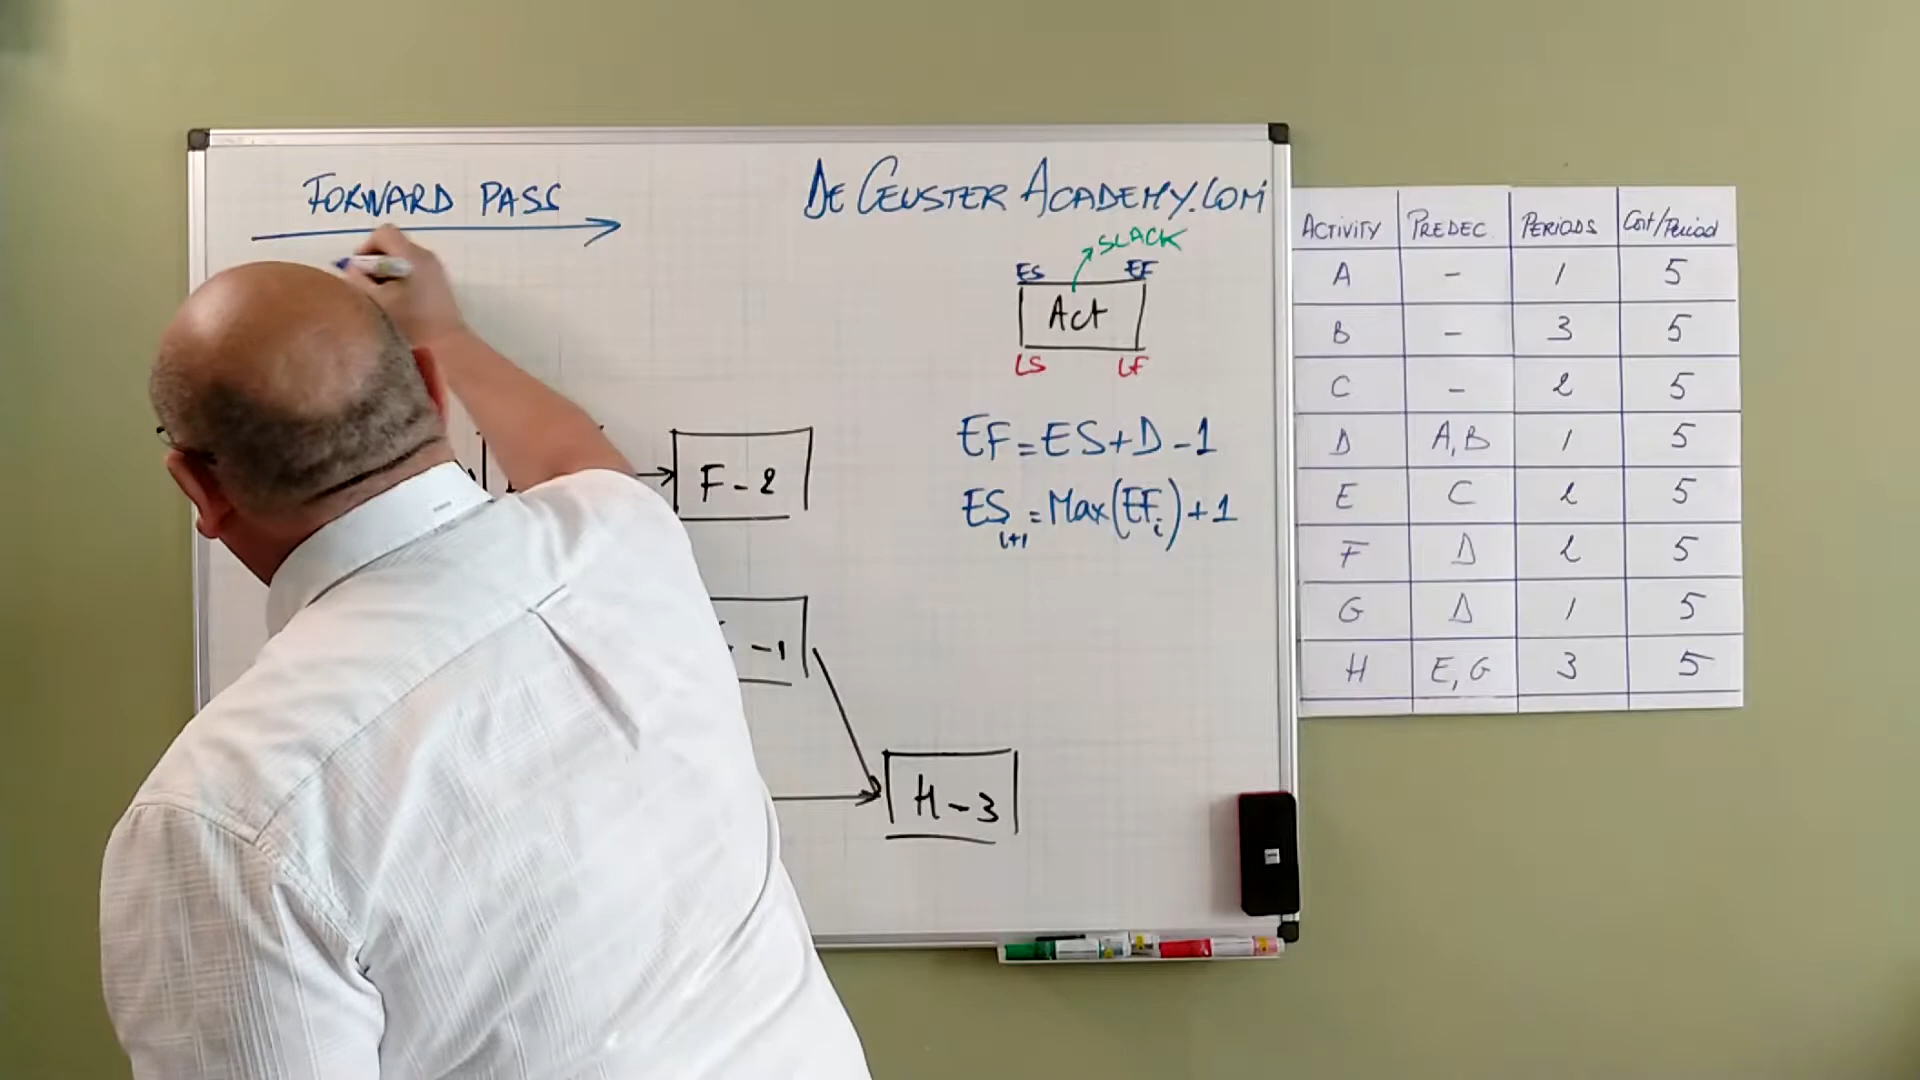 FORWARD PASS
DE CEUSTER ACADEMY.COM
SLACK
ES EF
Act
LS LF
EF=ES+D-1
ES i+1 = Max(EFi)+1
F-2
-1
H-3
ACTIVITY PREDEC. PERIODS Cost/Period
A - 1 5
B - 3 5
C - 2 5
D A,B 1 5
E C 2 5
F D 2 5
G D 1 5
H E,G 3 5